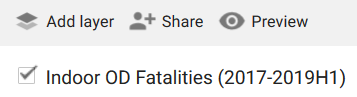 Add layer Share Preview
Indoor OD Fatalities (2017-2019H1)